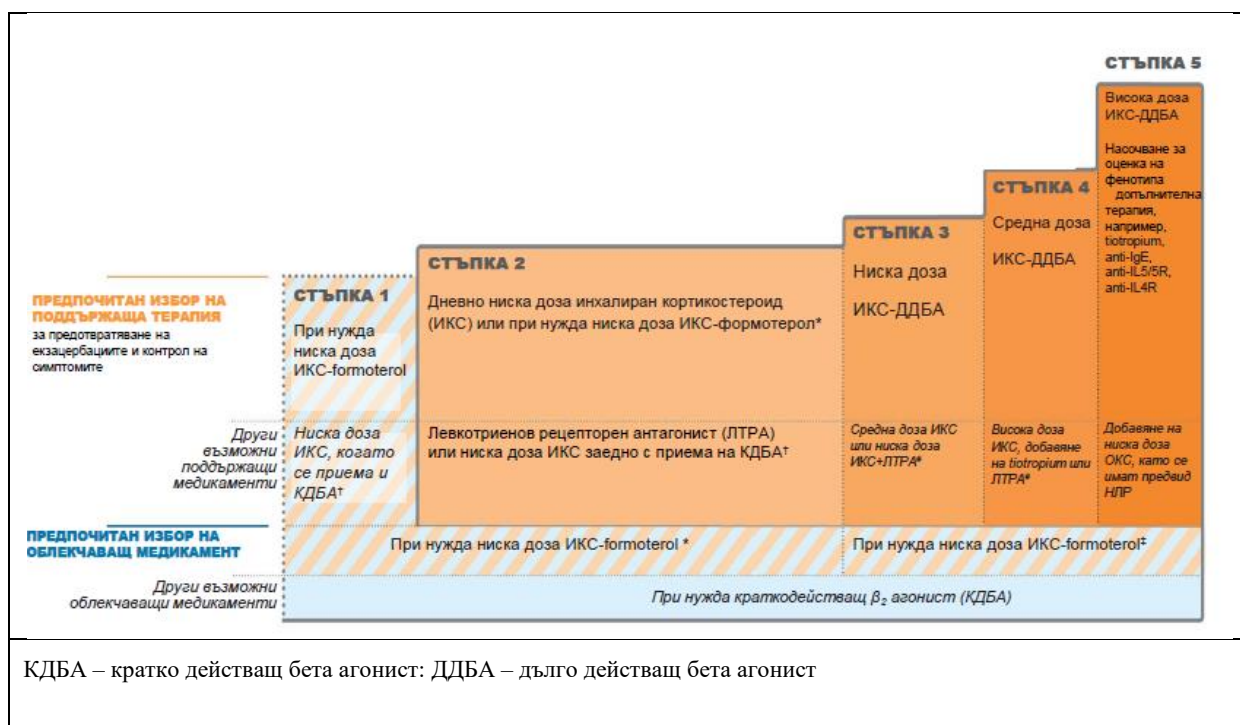 СТЪПКА 5
Висока доза
ИКС-ДДБА
Насочване за
оценка на
фенотипа
допълнителна
терапия,
например,
tiotropium,
anti-IgE,
anti-IL5/5R,
anti-IL4R
СТЪПКА 4
Средна доза
ИКС-ДДБА
СТЪПКА 3
Ниска доза
ИКС-ДДБА
СТЪПКА 2
Дневно ниска доза инхалиран кортикостероид
(ИКС) или при нужда ниска доза ИКС-формотерол*
СТЪПКА 1
При нужда
ниска доза
ИКС-formoterol
ПРЕДПОЧИТАН ИЗБОР НА
ПОДДЪРЖАЩА ТЕРАПИЯ
за предотвратяване на
екзацербациите и контрол на
симптомите
Други
възможни
поддържащи
медикаменти
Ниска доза
ИКС, когато
се приема и
КДБА†
Левкотриенов рецепторен антагонист (ЛТРА)
или ниска доза ИКС заедно с приема на КДБА†
Средна доза ИКС
или ниска доза
ИКС+ЛТРА#
Висока доза
ИКС, добавяне
на tiotropium или
ЛТРА#
Добавяне на
ниска доза
ОКС, като се
имат предвид
НЛР
ПРЕДПОЧИТАН ИЗБОР НА
ОБЛЕКЧАВАЩ МЕДИКАМЕНТ
При нужда ниска доза ИКС-formoterol *
При нужда ниска доза ИКС-formoterol‡
Други възможни
облекчаващи медикаменти
При нужда краткодействащ β₂ агонист (КДБА)
КДБА – кратко действащ бета агонист: ДДБА – дълго действащ бета агонист